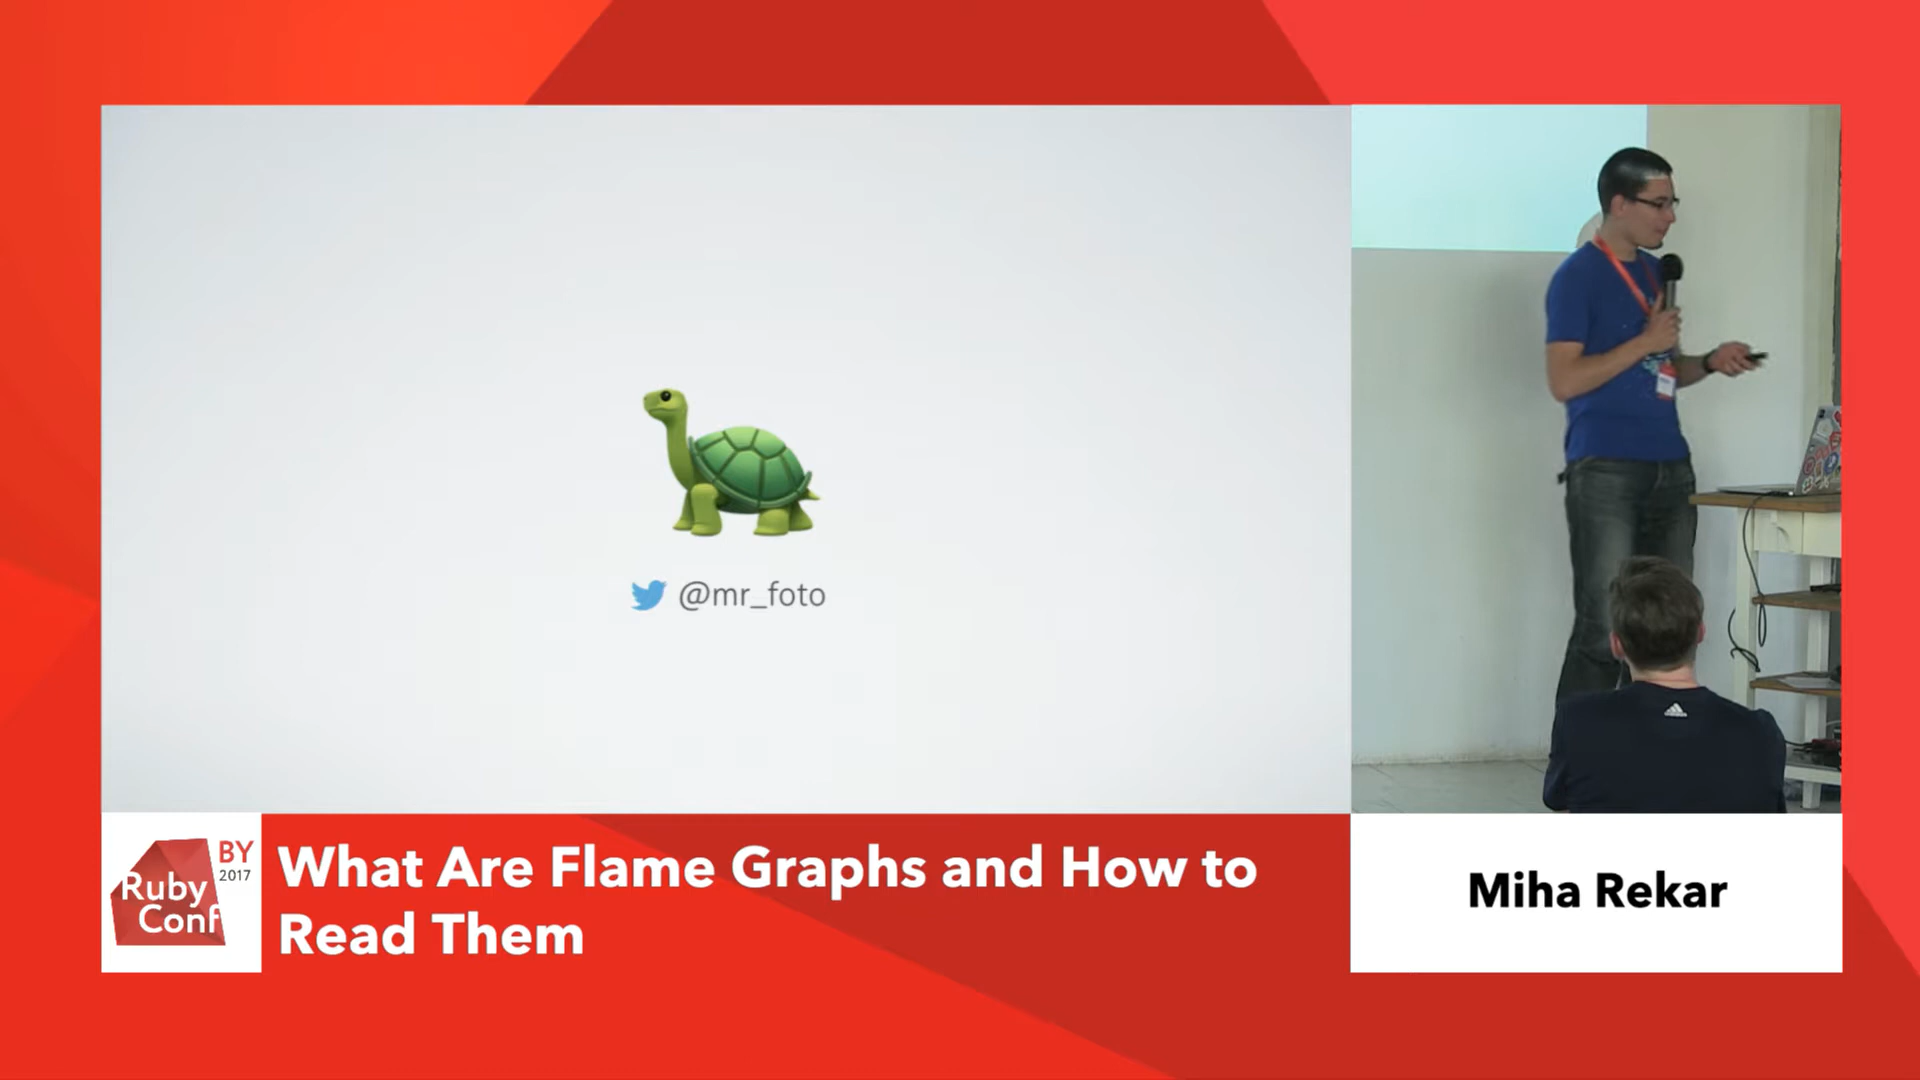 @mr_foto
Ruby
Conf
BY
2017
What Are Flame Graphs and How to
Read Them
Miha Rekar